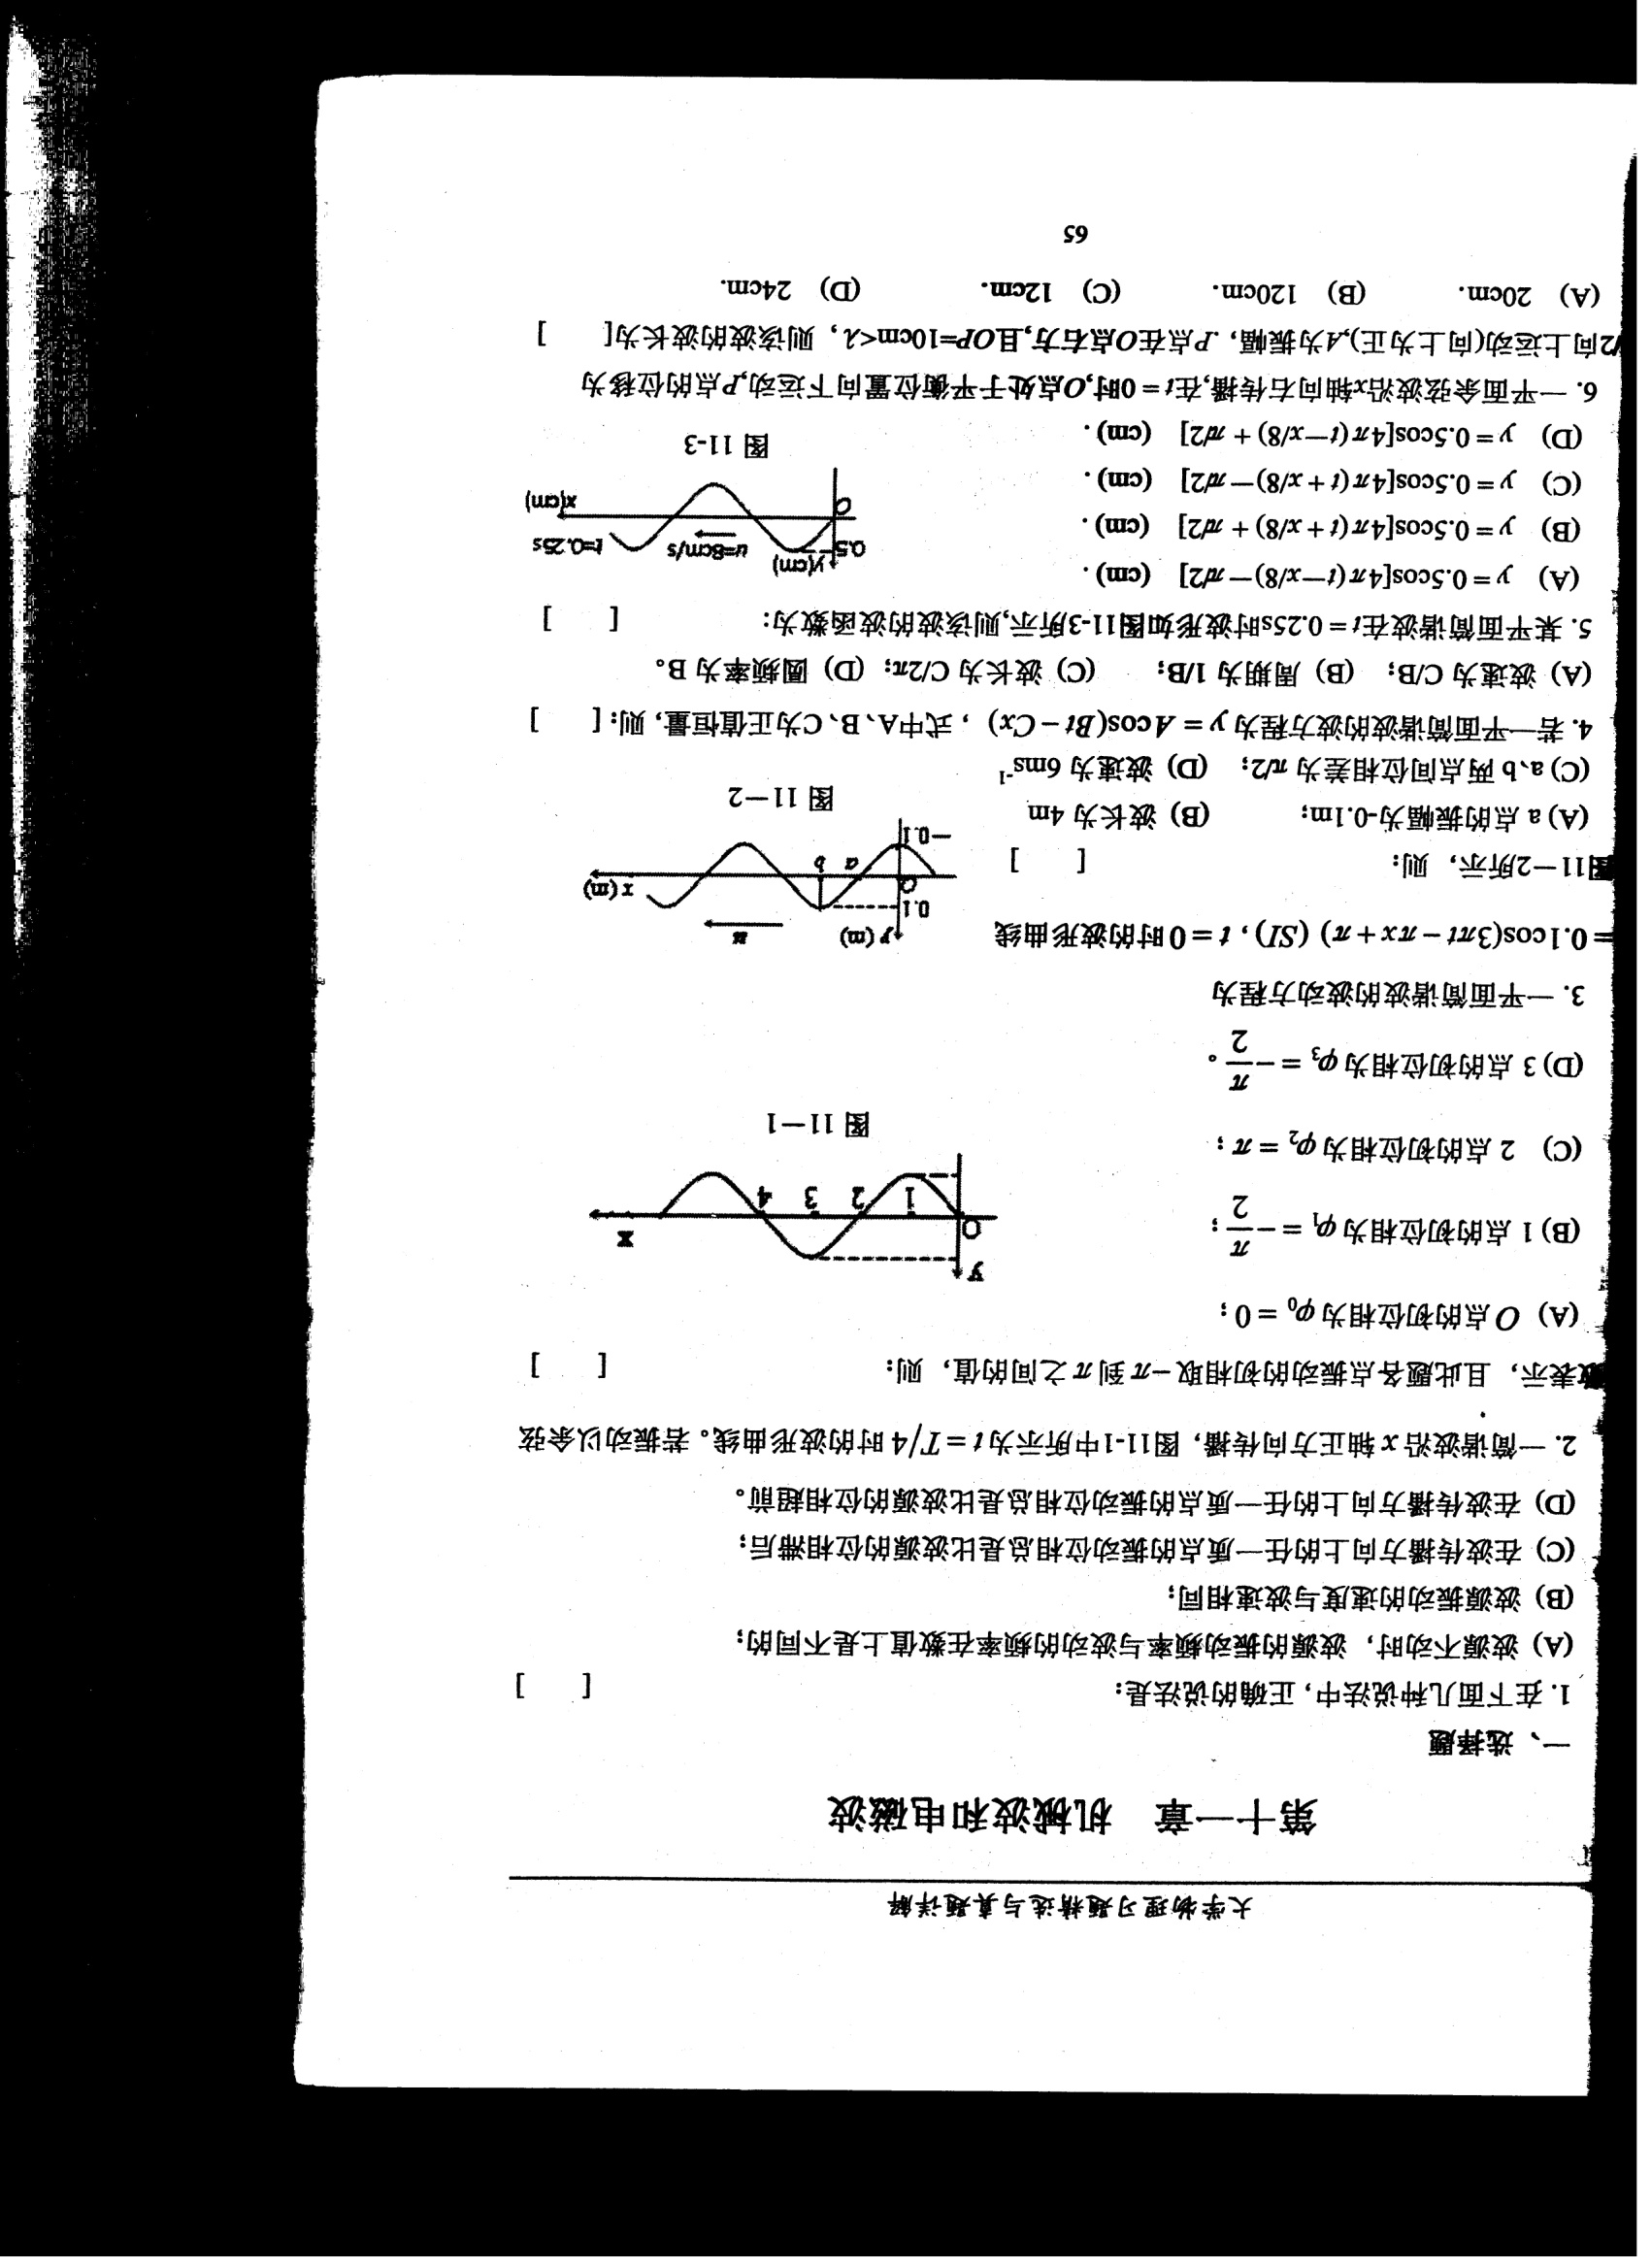 大学物理习题精选与真题详解
第十一章 机械波和电磁波
一、选择题
1. 在下面几种说法中，正确的说法是： [ ]
(A) 波源不动时，波源的振动频率与波动的频率在数值上是不同的；
(B) 波源振动的速度与波速相同；
(C) 在波传播方向上的任一质点的振动位相总是比波源的位相滞后；
(D) 在波传播方向上的任一质点的振动位相总是比波源的位相超前。
2. 一简谐波沿 x 轴正方向传播，图11-1中所示为 t = T/4 时的波形曲线。若振动以余弦
数表示，且此题各点振动的初相取 −π 到 π 之间的值，则： [ ]
(A) O 点的初位相为 φ₀ = 0；
(B) 1 点的初位相为 φ₁ = −π/2；
(C) 2 点的初位相为 φ₂ = π；
(D) 3 点的初位相为 φ₃ = −π/2。
y
O 1 2 3 4 x
图 11—1
3. 一平面简谐波的波动方程为
= 0.1cos(3πt − πx + π) (SI)，t = 0 时的波形曲线
图11—2所示，则： [ ]
(A) a 点的振幅为-0.1m； (B) 波长为 4m
(C) a、b 两点间位相差为 π/2； (D) 波速为 6ms⁻¹
y (m) u
0.1
O a b x (m)
—0.1
图 11—2
4. 若一平面简谐波的波方程为 y = A cos(Bt − Cx) ，式中A、B、C为正值恒量，则： [ ]
(A) 波速为 C/B； (B) 周期为 1/B； (C) 波长为 C/2π； (D) 圆频率为 B。
5. 某平面简谐波在t = 0.25s时波形如图11-3所示,则该波的波函数为： [ ]
(A) y = 0.5cos[4π(t−x/8)−π/2] (cm) .
(B) y = 0.5cos[4π(t + x/8) + π/2] (cm) .
(C) y = 0.5cos[4π(t + x/8)−π/2] (cm) .
(D) y = 0.5cos[4π(t−x/8) + π/2] (cm) .
y(cm)
0.5 u=8cm/s t=0.25s
O x(cm)
图 11-3
6. 一平面余弦波沿x轴向右传播,在t = 0时,O点处于平衡位置向下运动,P点的位移为
/2向上运动(向上为正),A为振幅，P点在O点右方,且OP=10cm<λ，则该波的波长为[ ]
(A) 20cm. (B) 120cm. (C) 12cm. (D) 24cm.
65